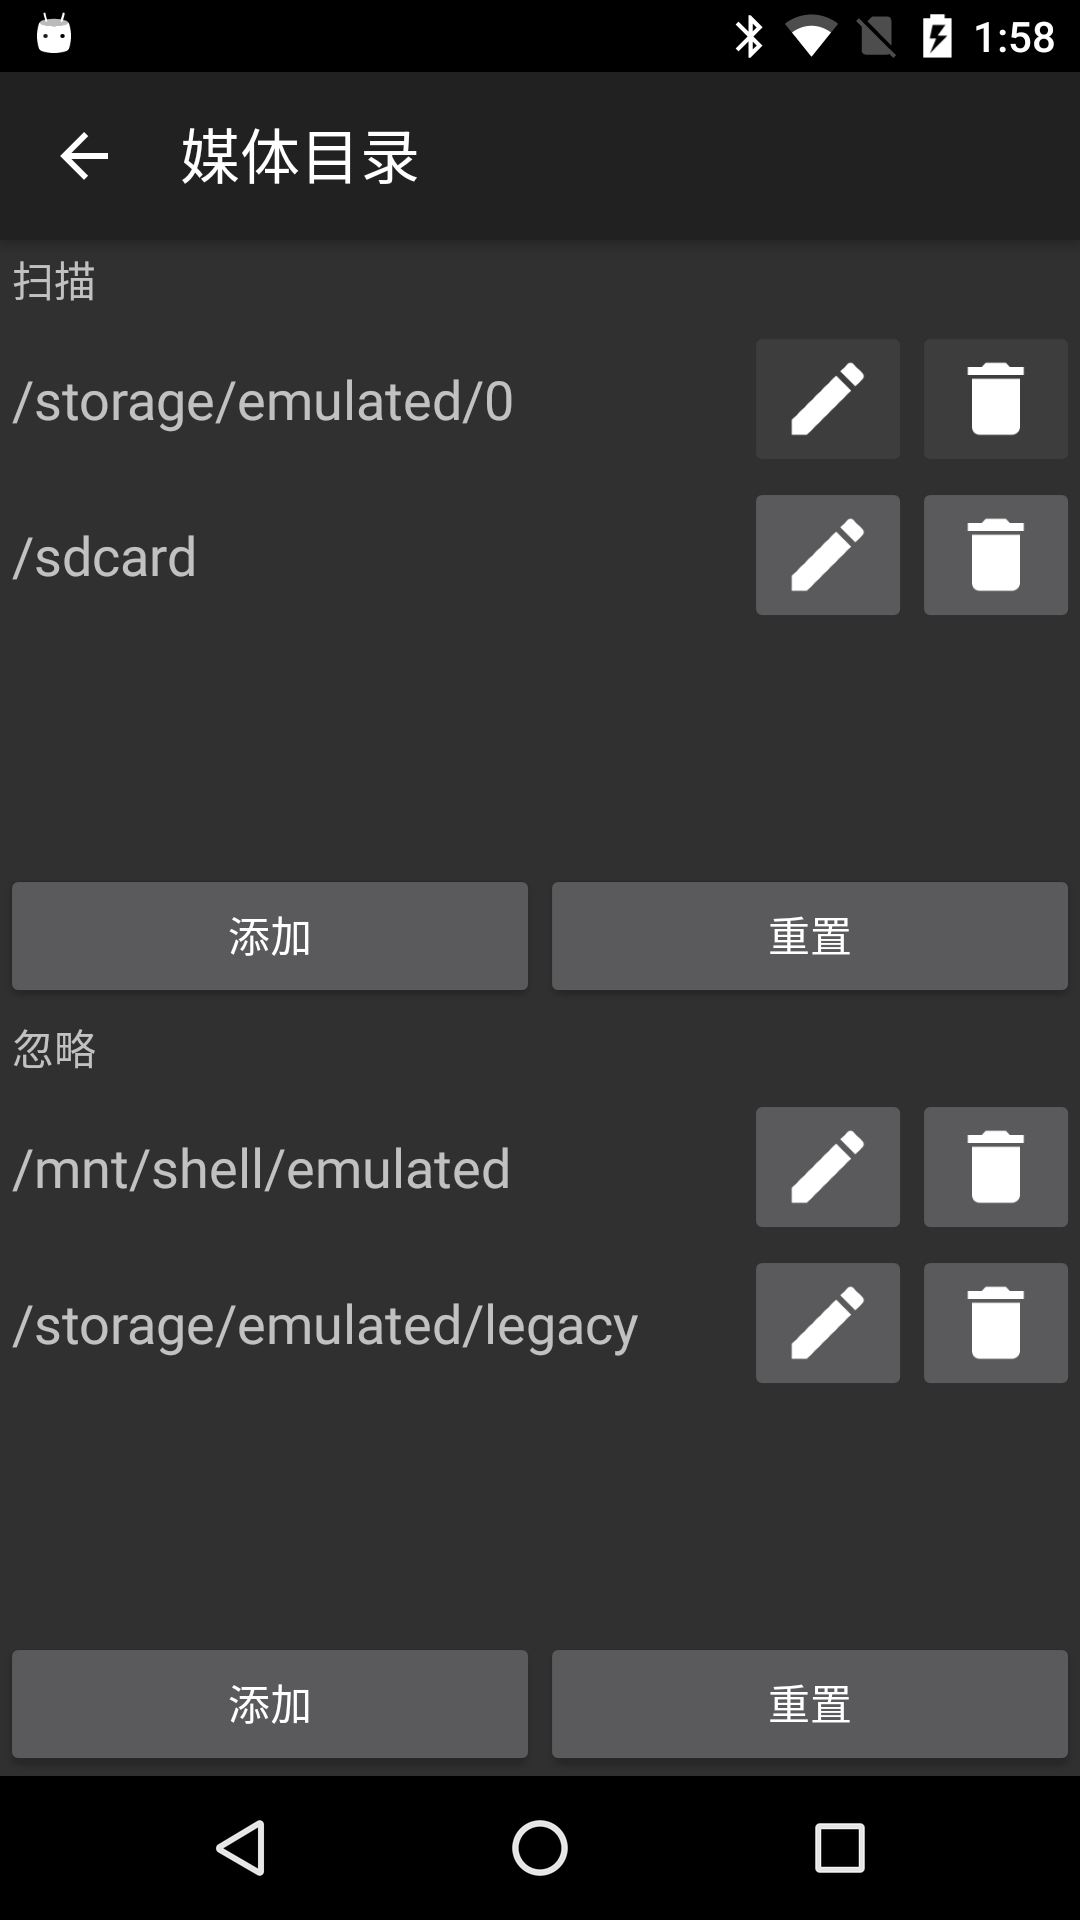 1:58
媒体目录
扫描
/storage/emulated/0
/sdcard
添加 重置
忽略
/mnt/shell/emulated
/storage/emulated/legacy
添加 重置